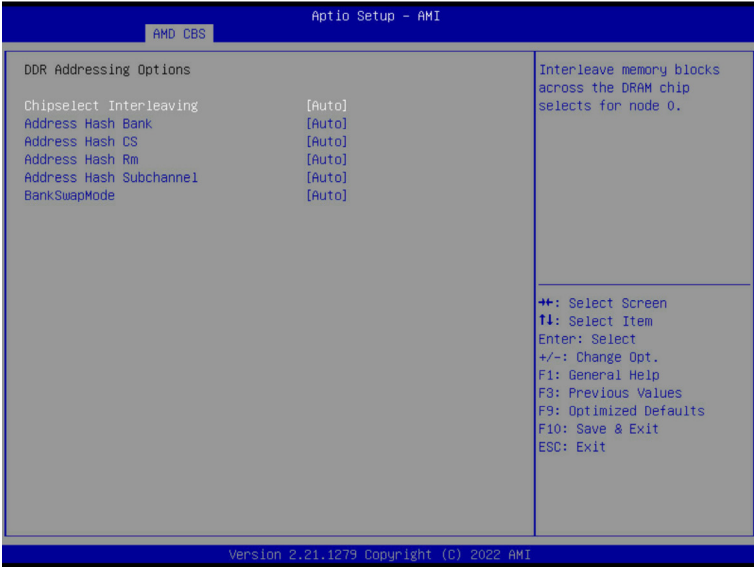 Aptio Setup – AMI
AMD CBS
DDR Addressing Options
Chipselect Interleaving [Auto]
Address Hash Bank [Auto]
Address Hash CS [Auto]
Address Hash Rm [Auto]
Address Hash Subchannel [Auto]
BankSwapMode [Auto]
Interleave memory blocks
across the DRAM chip
selects for node 0.
→←: Select Screen
↑↓: Select Item
Enter: Select
+/-: Change Opt.
F1: General Help
F3: Previous Values
F9: Optimized Defaults
F10: Save & Exit
ESC: Exit
Version 2.21.1279 Copyright (C) 2022 AMI